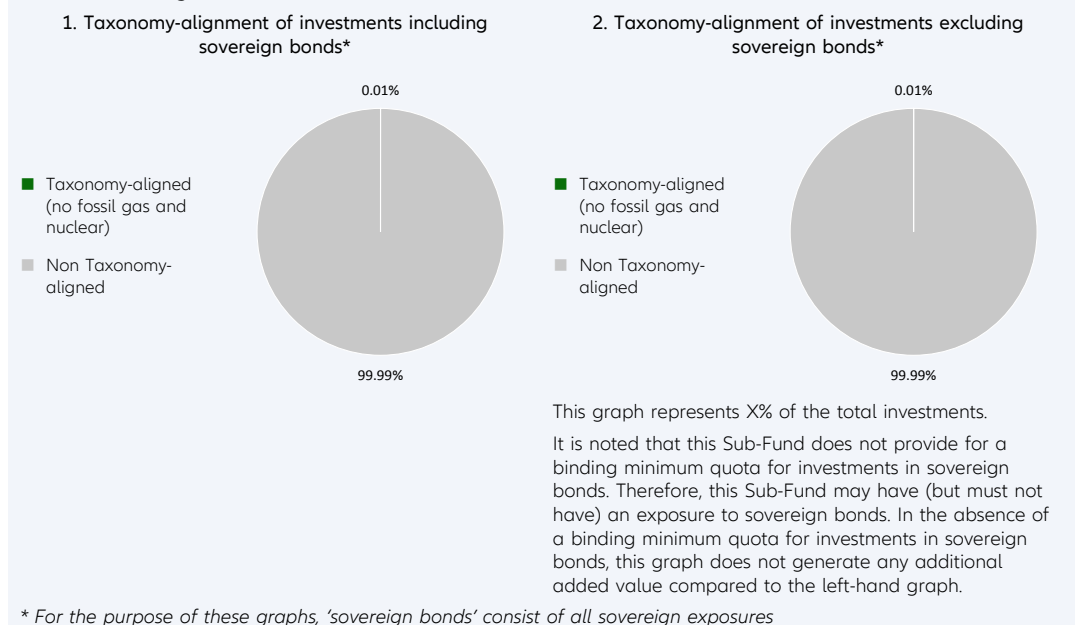 1. Taxonomy-alignment of investments including
sovereign bonds*
0.01%
Taxonomy-aligned
(no fossil gas and
nuclear)
Non Taxonomy-
aligned
99.99%
2. Taxonomy-alignment of investments excluding
sovereign bonds*
0.01%
Taxonomy-aligned
(no fossil gas and
nuclear)
Non Taxonomy-
aligned
99.99%
This graph represents X% of the total investments.
It is noted that this Sub-Fund does not provide for a
binding minimum quota for investments in sovereign
bonds. Therefore, this Sub-Fund may have (but must not
have) an exposure to sovereign bonds. In the absence of
a binding minimum quota for investments in sovereign
bonds, this graph does not generate any additional
added value compared to the left-hand graph.
* For the purpose of these graphs, ‘sovereign bonds’ consist of all sovereign exposures